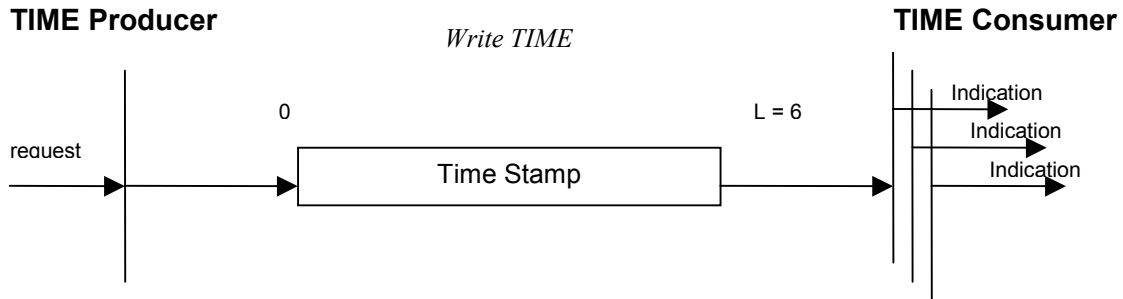 TIME Producer
Write TIME
TIME Consumer
0
L = 6
Indication
request
Indication
Time Stamp
Indication